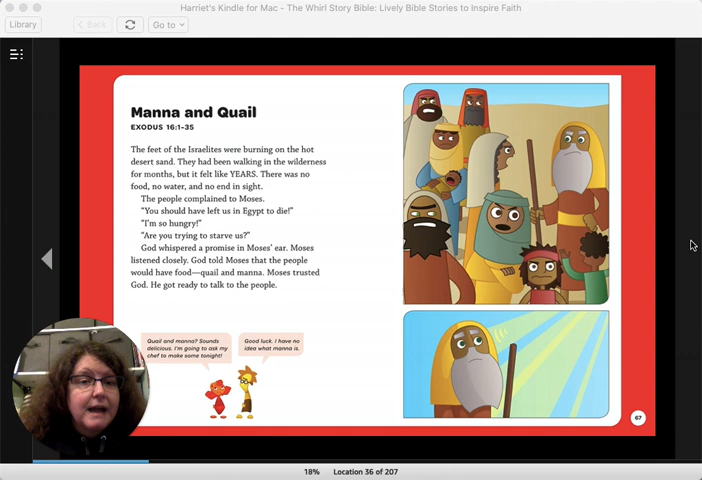 Harriet's Kindle for Mac - The Whirl Story Bible: Lively Bible Stories to Inspire Faith
Library
Back
Go to
Manna and Quail
EXODUS 16:1-35
The feet of the Israelites were burning on the hot
desert sand. They had been walking in the wilderness
for months, but it felt like YEARS. There was no
food, no water, and no end in sight.
The people complained to Moses.
"You should have left us in Egypt to die!"
"I'm so hungry!"
"Are you trying to starve us?"
God whispered a promise in Moses' ear. Moses
listened closely. God told Moses that the people
would have food—quail and manna. Moses trusted
God. He got ready to talk to the people.
Quail and manna? Sounds
delicious. I'm going to ask my
chef to make some tonight!
Good luck. I have no
idea what manna is.
67
18% Location 36 of 207